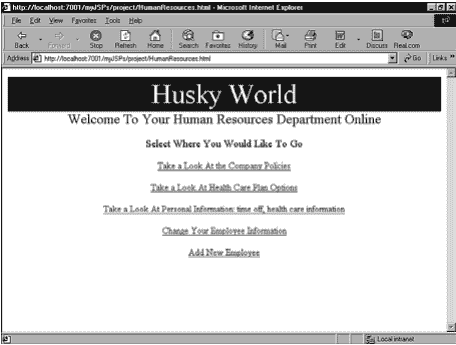 http://localhost:7001/myJSPs/project/HumanResources.html - Microsoft Internet Explorer
File Edit View Favorites Tools Help
Back Forward Stop Refresh Home Search Favorites History Mail Print Edit Discuss Real.com
Address http://localhost:7001/myJSPs/project/HumanResources.html Go Links »
Husky World
Welcome To Your Human Resources Department Online
Select Where You Would Like To Go
Take a Look At the Company Policies
Take a Look At Health Care Plan Options
Take a Look At Personal Information: time off, health care information
Change Your Employee Information
Add New Employee
Local intranet